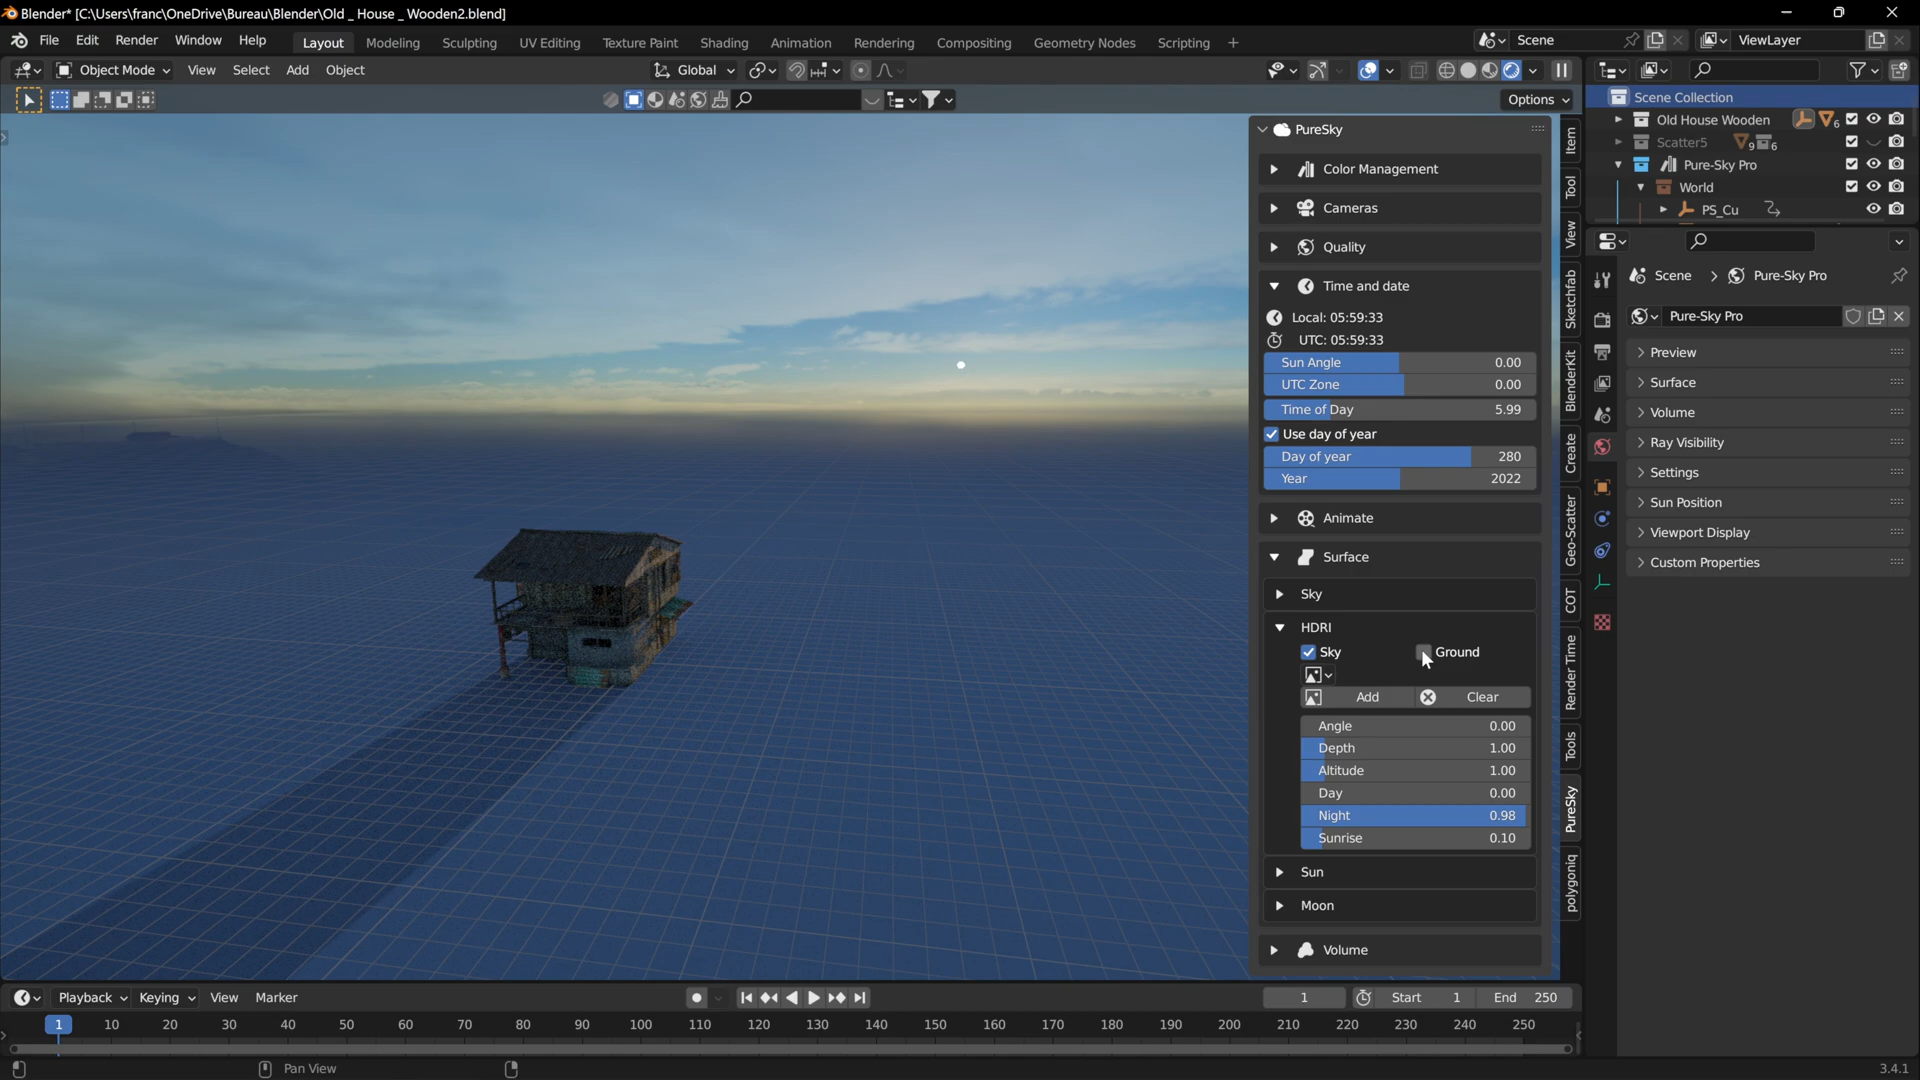 Blender* [C:\Users\franc\OneDrive\Bureau\Blender\Old _ House _ Wooden2.blend]
File Edit Render Window Help Layout Modeling Sculpting UV Editing Texture Paint Shading Animation Rendering Compositing Geometry Nodes Scripting + Scene ViewLayer
Object Mode View Select Add Object Global
Options
Scene Collection
Old House Wooden 6
Scatter5 9 6
Pure-Sky Pro
World
PS_Cu
PureSky
Color Management
Cameras
Quality
Time and date
Local: 05:59:33
UTC: 05:59:33
Sun Angle 0.00
UTC Zone 0.00
Time of Day 5.99
Use day of year
Day of year 280
Year 2022
Animate
Surface
Sky
HDRI
Sky Ground
Add Clear
Angle 0.00
Depth 1.00
Altitude 1.00
Day 0.00
Night 0.98
Sunrise 0.10
Sun
Moon
Volume
Item
Tool
View
Sketchfab
BlenderKit
Create
Geo-Scatter
COT
Render Time
Tools
PureSky
polygoniq
Scene Pure-Sky Pro
Pure-Sky Pro
Preview
Surface
Volume
Ray Visibility
Settings
Sun Position
Viewport Display
Custom Properties
Playback Keying View Marker 1 Start 1 End 250
1 10 20 30 40 50 60 70 80 90 100 110 120 130 140 150 160 170 180 190 200 210 220 230 240 250
Pan View 3.4.1